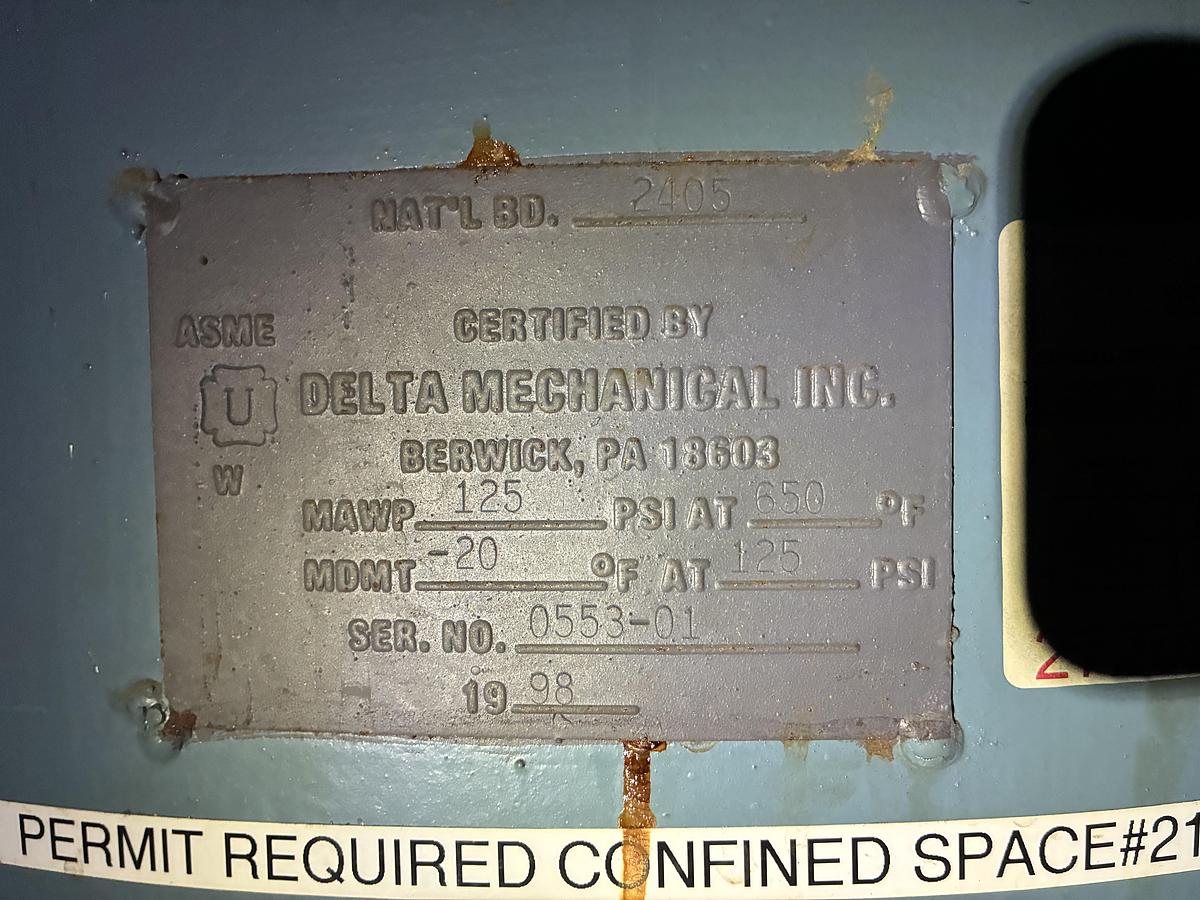 NAT'L BD. 2405
ASME
CERTIFIED BY
U
DELTA MECHANICAL INC.
W
BERWICK, PA 18603
MAWP 125 PSI AT 650 °F
MDMT -20 °F AT 125 PSI
SER. NO. 0553-01
19 98
PERMIT REQUIRED CONFINED SPACE#21